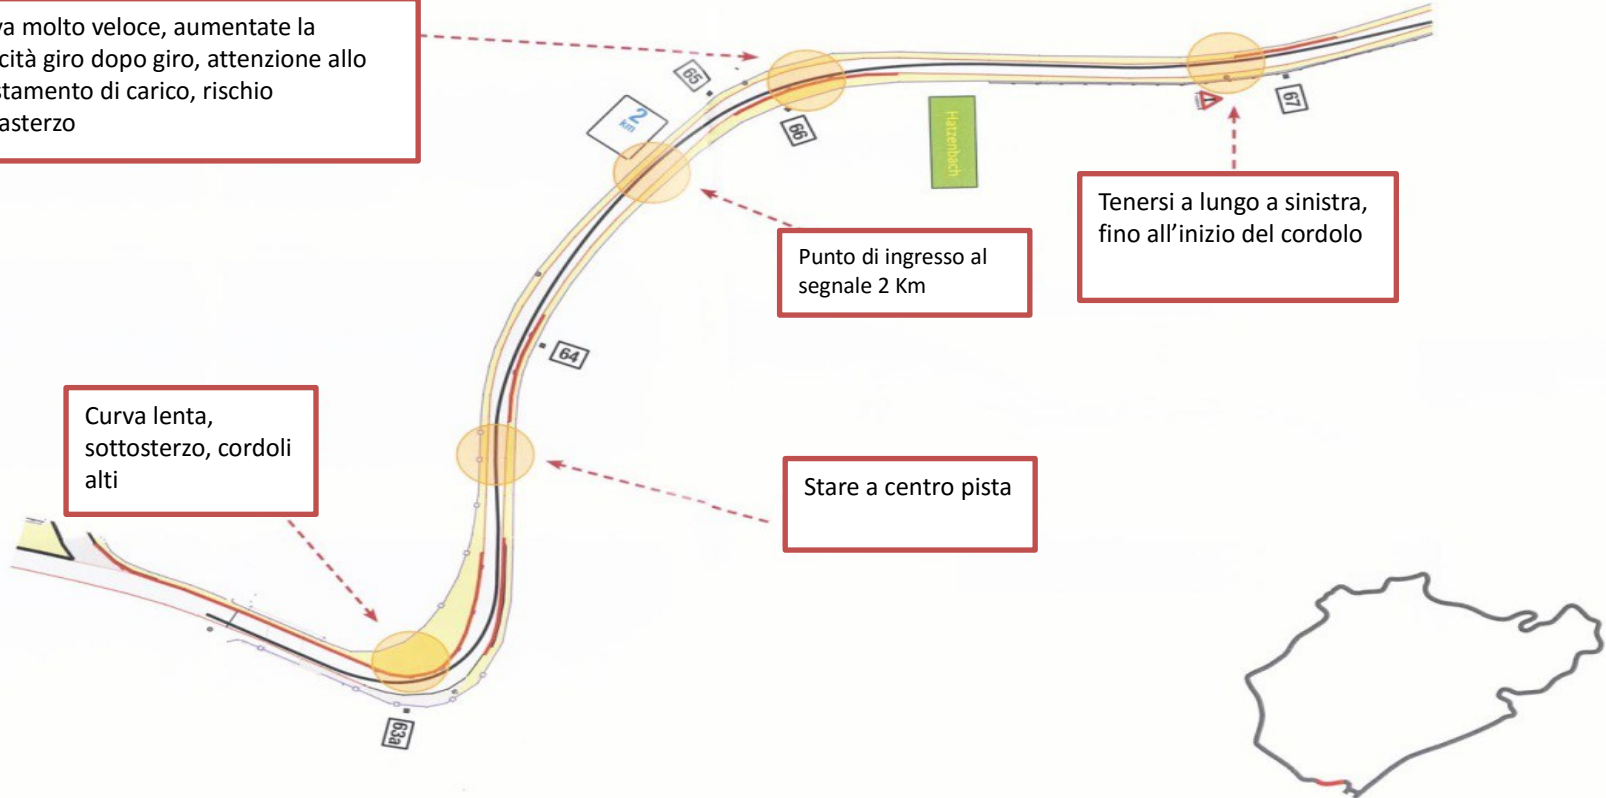 va molto veloce, aumentate la
cità giro dopo giro, attenzione allo
stamento di carico, rischio
asterzo
65
2
km
66
Hatzenbach
67
Tenersi a lungo a sinistra,
fino all'inizio del cordolo
Punto di ingresso al
segnale 2 Km
64
Curva lenta,
sottosterzo, cordoli
alti
Stare a centro pista
63a